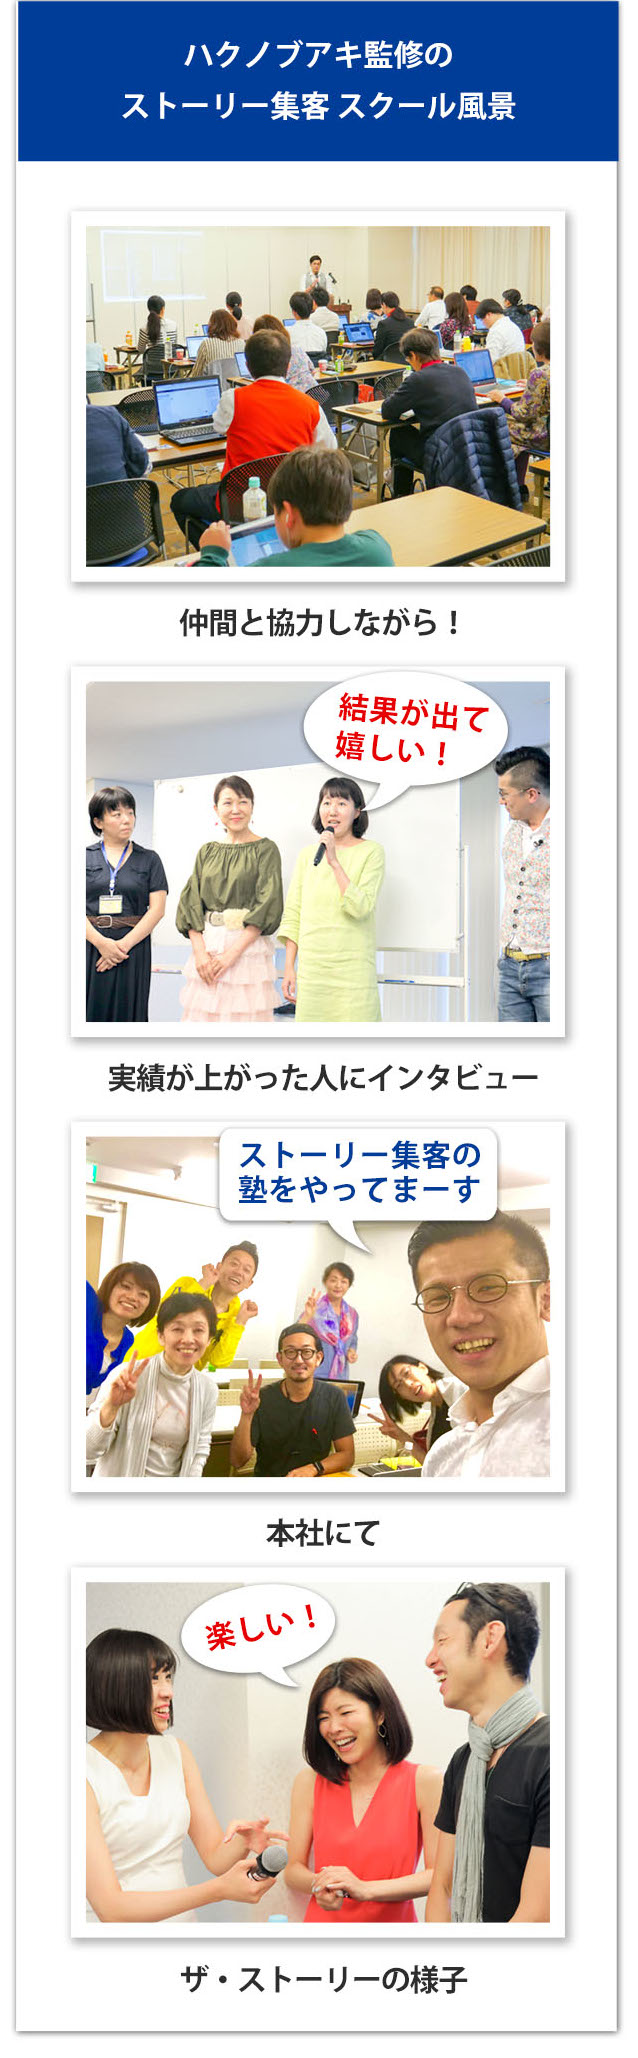 ハクノブアキ監修の
ストーリー集客 スクール風景
仲間と協力しながら！
結果が出て
嬉しい！
実績が上がった人にインタビュー
ストーリー集客の
塾をやってまーす
本社にて
楽しい！
ザ・ストーリーの様子